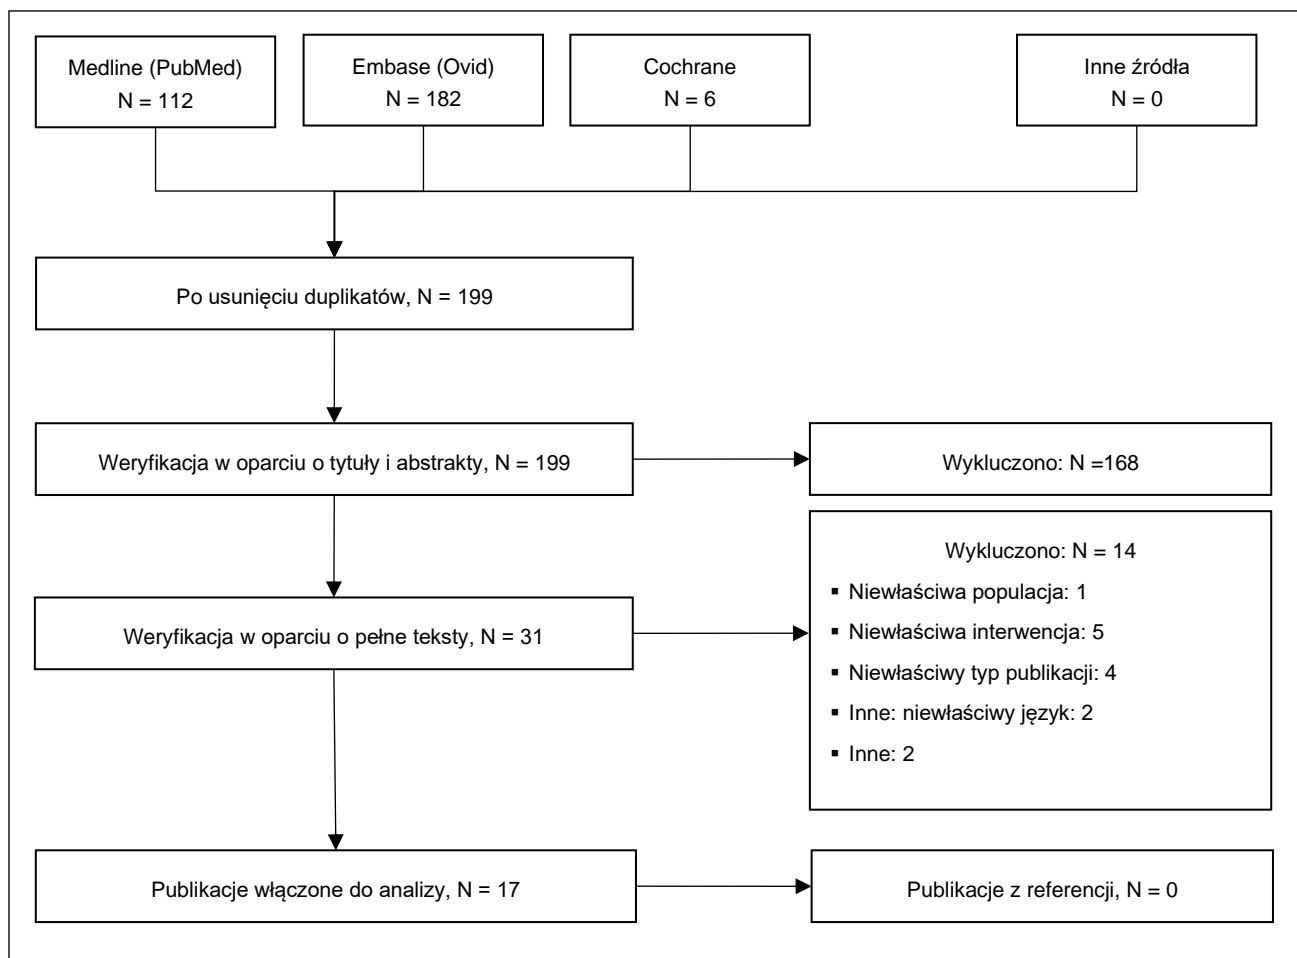 Medline (PubMed)
N = 112
Embase (Ovid)
N = 182
Cochrane
N = 6
Inne źródła
N = 0
Po usunięciu duplikatów, N = 199
Weryfikacja w oparciu o tytuły i abstrakty, N = 199
Wykluczono: N =168
Weryfikacja w oparciu o pełne teksty, N = 31
Wykluczono: N = 14
▪ Niewłaściwa populacja: 1
▪ Niewłaściwa interwencja: 5
▪ Niewłaściwy typ publikacji: 4
▪ Inne: niewłaściwy język: 2
▪ Inne: 2
Publikacje włączone do analizy, N = 17
Publikacje z referencji, N = 0